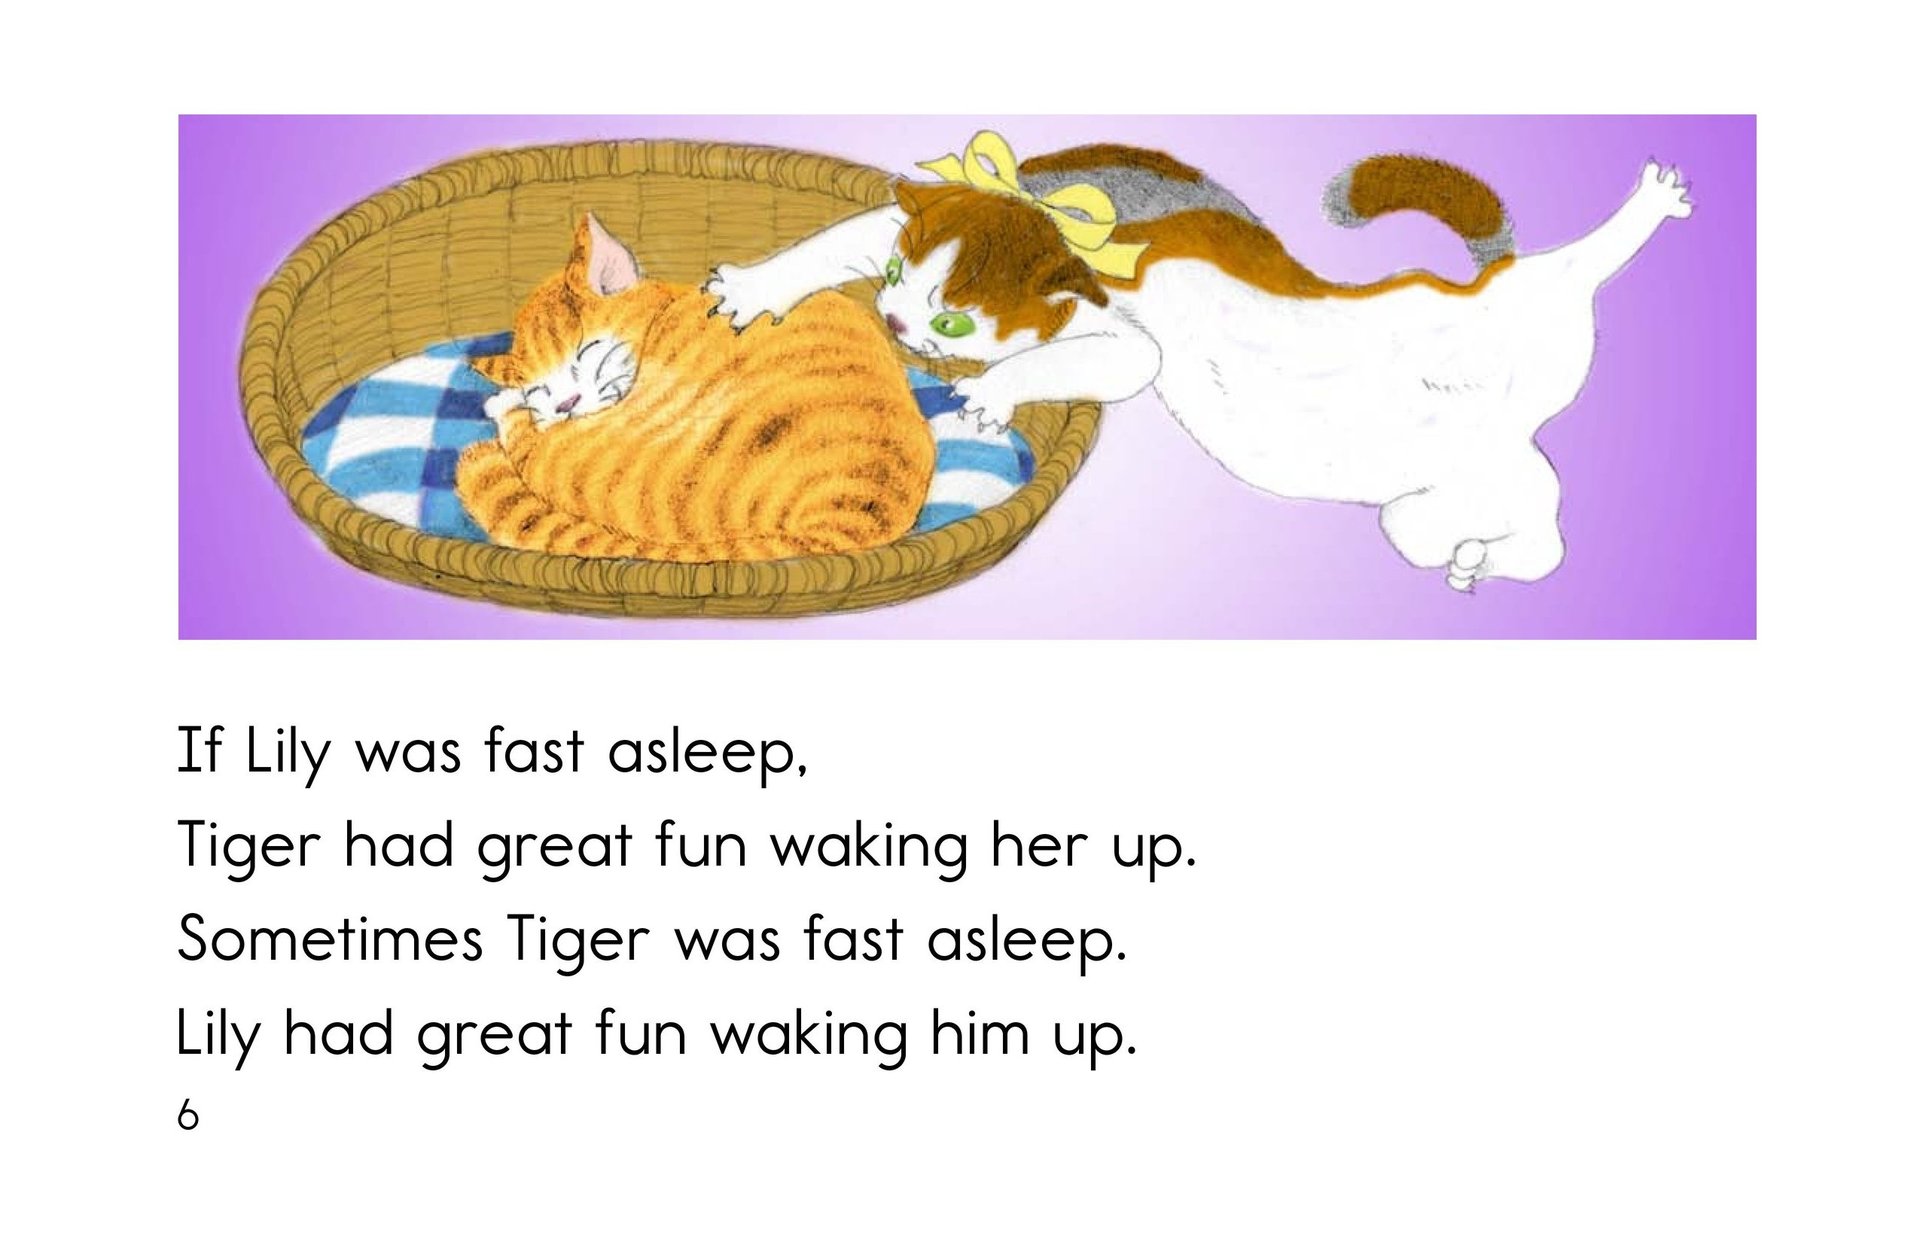 If Lily was fast asleep,
Tiger had great fun waking her up.
Sometimes Tiger was fast asleep.
Lily had great fun waking him up.
6